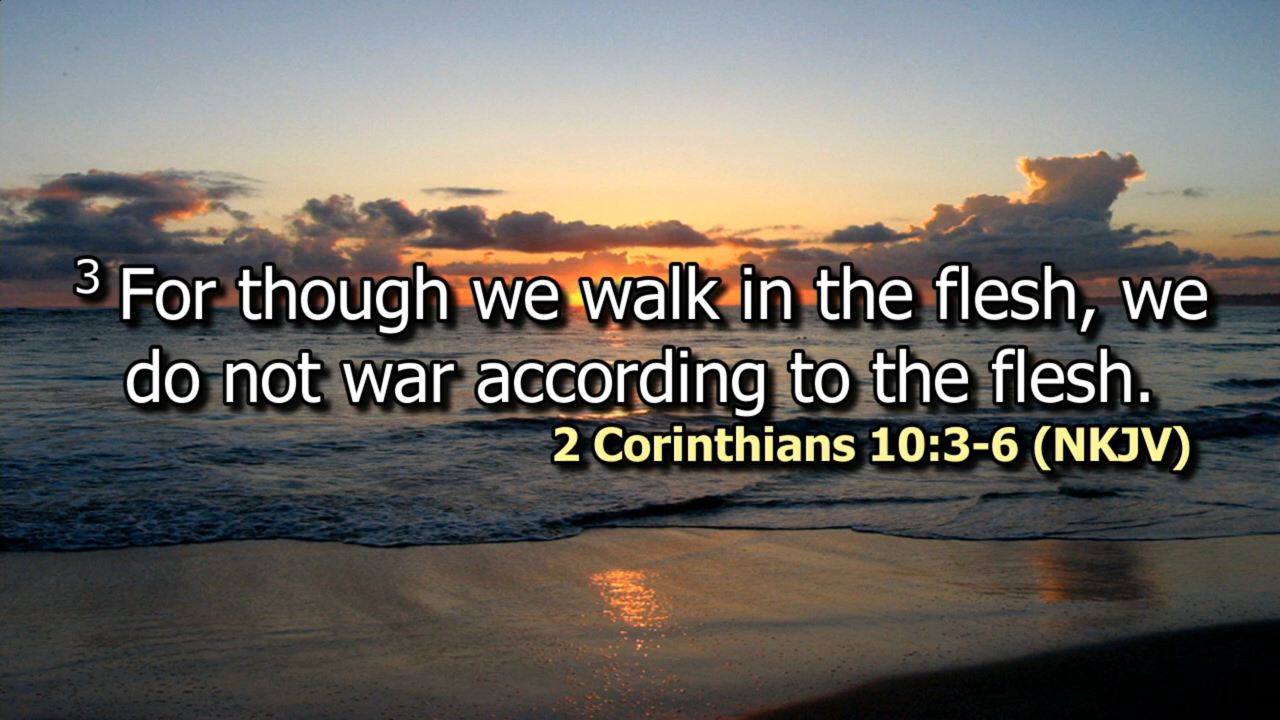 3 For though we walk in the flesh, we
do not war according to the flesh.
2 Corinthians 10:3-6 (NKJV)